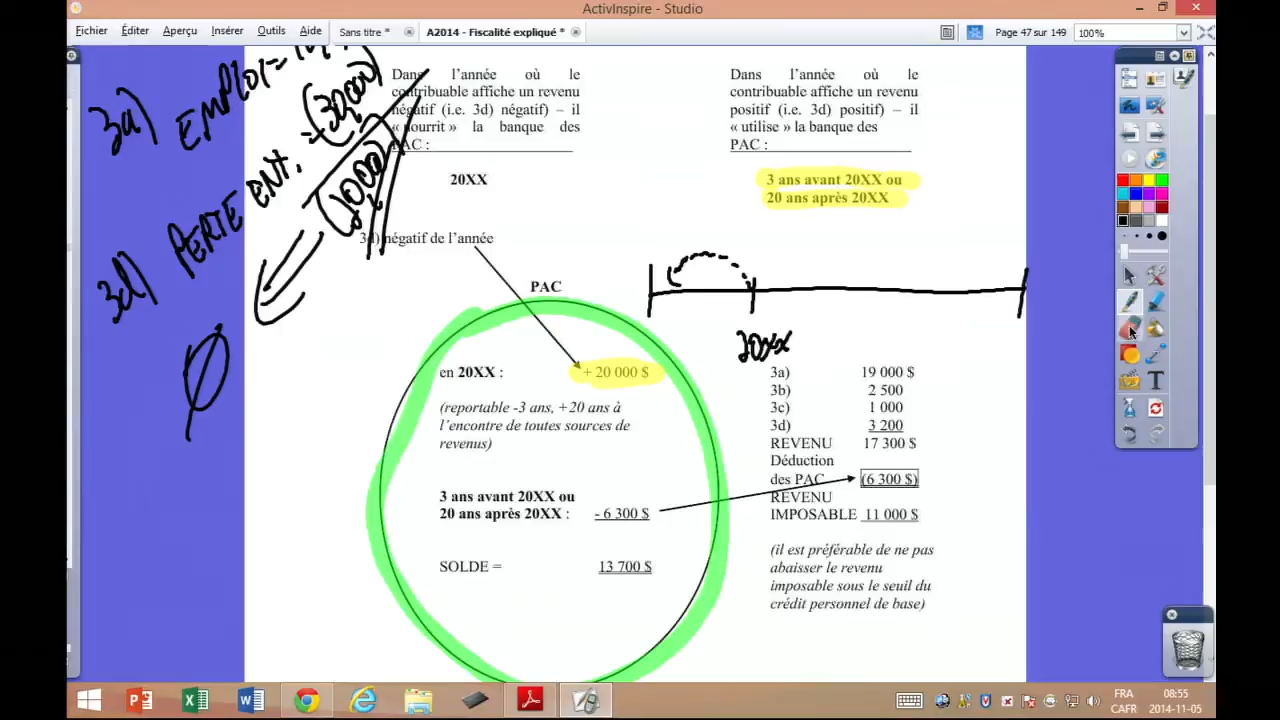 ActivInspire - Studio
Fichier Éditer Aperçu Insérer Outils Aide
Sans titre *
A2014 - Fiscalité expliqué *
Page 47 sur 149
100%
3a) EMPLOI=
3d) PERTE ENT.
Dans l'année où le
contribuable affiche un revenu
négatif (i.e. 3d) négatif) – il
« nourrit » la banque des
PAC :
20XX
3d) négatif de l'année
Dans l'année où le
contribuable affiche un revenu
positif (i.e. 3d) positif) – il
« utilise » la banque des
PAC :
3 ans avant 20XX ou
20 ans après 20XX
20XX
PAC
en 20XX : + 20 000 $
(reportable -3 ans, +20 ans à
l'encontre de toutes sources de
revenus)
3 ans avant 20XX ou
20 ans après 20XX : - 6 300 $
SOLDE = 13 700 $
3a) 19 000 $
3b) 2 500
3c) 1 000
3d) 3 200
REVENU 17 300 $
Déduction
des PAC (6 300 $)
REVENU
IMPOSABLE 11 000 $
(il est préférable de ne pas
abaisser le revenu
imposable sous le seuil du
crédit personnel de base)
FRA
CAFR
08:55
2014-11-05